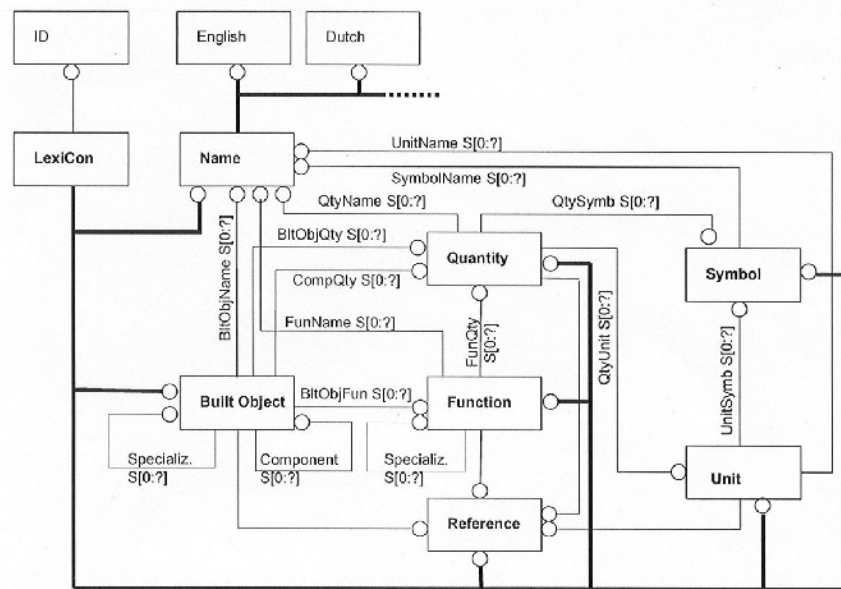 ID
English
Dutch
LexiCon
Name
UnitName S[0:?]
SymbolName S[0:?]
QtyName S[0:?]
QtySymb S[0:?]
BltObjName S[0:?]
BltObjQty S[0:?]
Quantity
Symbol
CompQty S[0:?]
FunName S[0:?]
FunQty
S[0:?]
QtyUnit S[0:?]
UnitSymb S[0:?]
Built Object
BltObjFun S[0:?]
Function
Specializ.
S[0:?]
Component
S[0:?]
Specializ.
S[0:?]
Unit
Reference